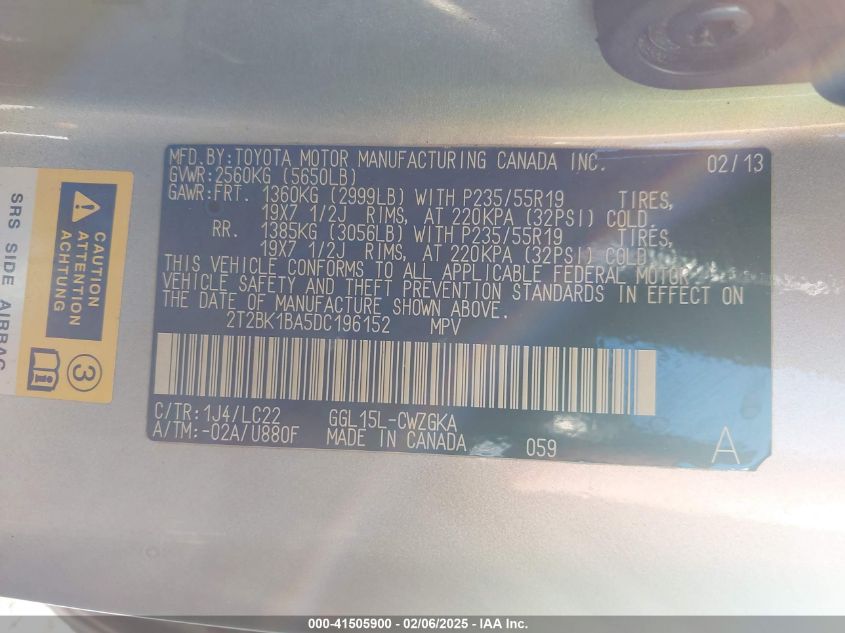 MFD.BY:TOYOTA MOTOR MANUFACTURING CANADA INC. 02/13
GVWR:2560KG (5650LB)
GAWR:FRT. 1360KG (2999LB) WITH P235/55R19 TIRES,
19X7 1/2J RIMS, AT 220KPA (32PSI) COLD
RR. 1385KG (3056LB) WITH P235/55R19 TIRES,
19X7 1/2J RIMS, AT 220KPA (32PSI) COLD
THIS VEHICLE CONFORMS TO ALL APPLICABLE FEDERAL MOTOR
VEHICLE SAFETY AND THEFT PREVENTION STANDARDS IN EFFECT ON
THE DATE OF MANUFACTURE SHOWN ABOVE.
2T2BK1BA5DC196152 MPV
C/TR:1J4/LC22 GGL15L-CWZGKA
A/TM:-02A/U880F MADE IN CANADA 059 A
CAUTION
ATTENTION
ACHTUNG
3
SRS SIDE AIRBAG
000-41505900 - 02/06/2025 - IAA Inc.